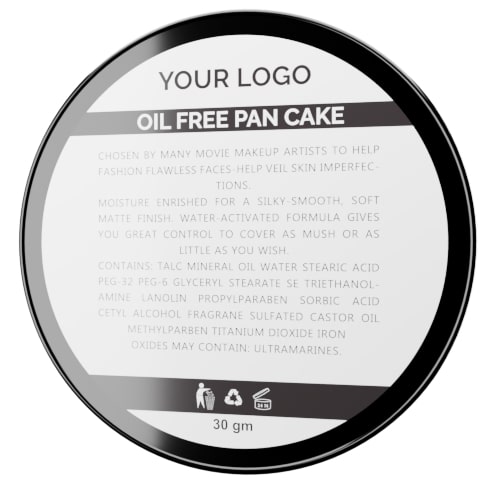 YOUR LOGO
OIL FREE PAN CAKE
CHOSEN BY MANY MOVIE MAKEUP ARTISTS TO HELP
FASHION FLAWLESS FACES-HELP VEIL SKIN IMPERFEC-
TIONS.
MOISTURE ENRICHED FOR A SILKY-SMOOTH, SOFT
MATTE FINISH. WATER-ACTIVATED FORMULA GIVES
YOU GREAT CONTROL TO COVER AS MUSH OR AS
LITTLE AS YOU WISH.
CONTAINS: TALC MINERAL OIL WATER STEARIC ACID
PEG-32 PEG-6 GLYCERYL STEARATE SE TRIETHANOL-
AMINE LANOLIN PROPYLPARABEN SORBIC ACID
CETYL ALCOHOL FRAGRANE SULFATED CASTOR OIL
METHYLPARBEN TITANIUM DIOXIDE IRON
OXIDES MAY CONTAIN: ULTRAMARINES.
30 gm